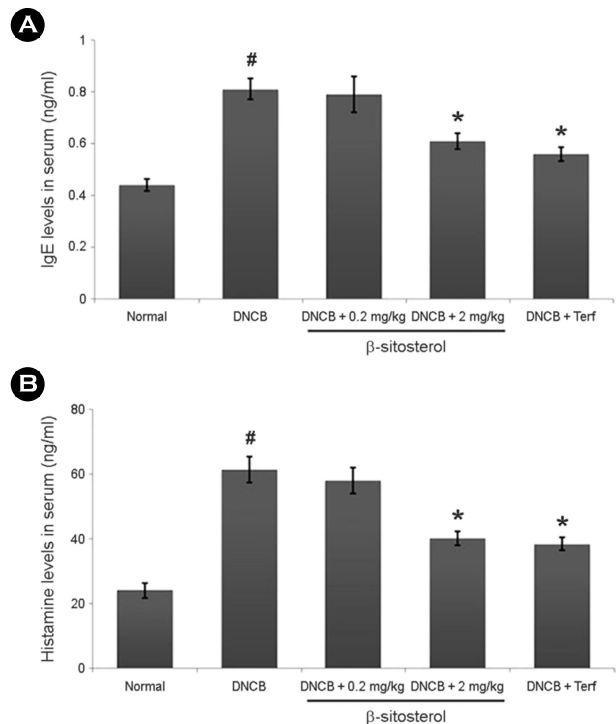 A
IgE levels in serum (ng/ml)
1
0.8
0.6
0.4
0.2
0
#
*
*
Normal
DNCB
DNCB + 0.2 mg/kg
DNCB + 2 mg/kg
DNCB + Terf
β-sitosterol
B
Histamine levels in serum (ng/ml)
80
60
40
20
0
#
*
*
Normal
DNCB
DNCB + 0.2 mg/kg
DNCB + 2 mg/kg
DNCB + Terf
β-sitosterol